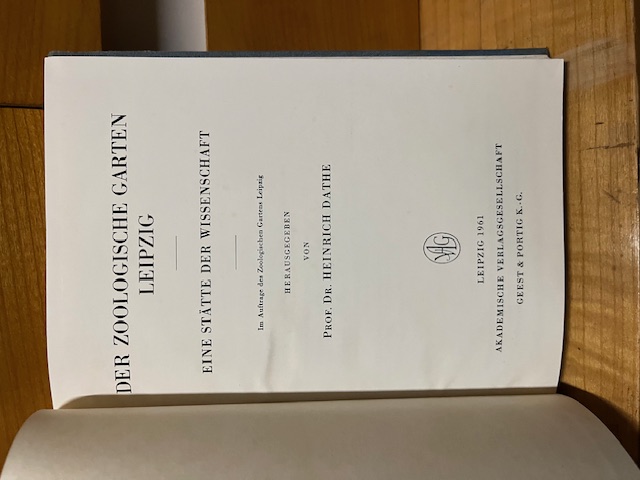 DER ZOOLOGISCHE GARTEN
LEIPZIG
EINE STÄTTE DER WISSENSCHAFT
Im Auftrage des Zoologischen Gartens Leipzig
HERAUSGEGEBEN
VON
PROF. DR. HEINRICH DATHE
AG
LEIPZIG 1961
AKADEMISCHE VERLAGSGESELLSCHAFT
GEEST & PORTIG K.-G.